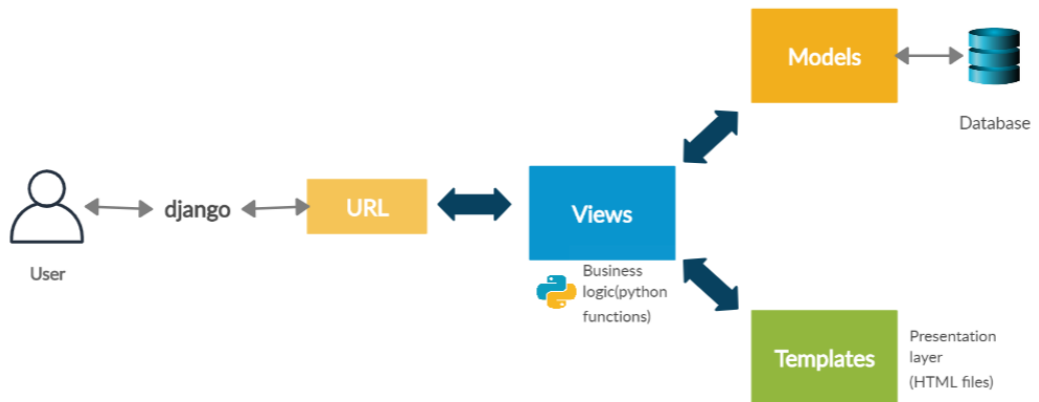 Models
Database
User
django
URL
Views
Business
logic(python
functions)
Templates
Presentation
layer
(HTML files)